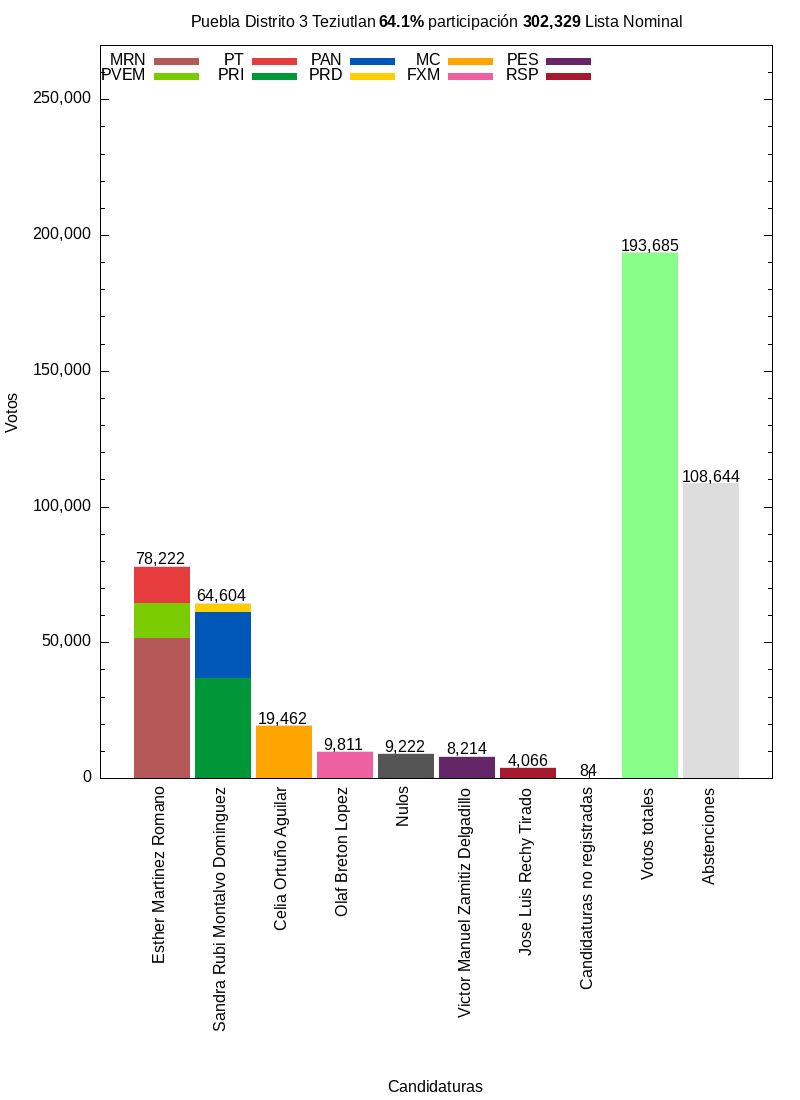 Puebla Distrito 3 Teziutlan 64.1% participación 302,329 Lista Nominal
MRN PT PAN MC PES
PVEM PRI PRD FXM RSP
250,000
200,000
150,000
100,000
50,000
0
Votos
78,222
64,604
19,462
9,811
9,222
8,214
4,066
84
193,685
108,644
Esther Martinez Romano
Sandra Rubi Montalvo Dominguez
Celia Ortuño Aguilar
Olaf Breton Lopez
Nulos
Victor Manuel Zamitiz Delgadillo
Jose Luis Rechy Tirado
Candidaturas no registradas
Votos totales
Abstenciones
Candidaturas